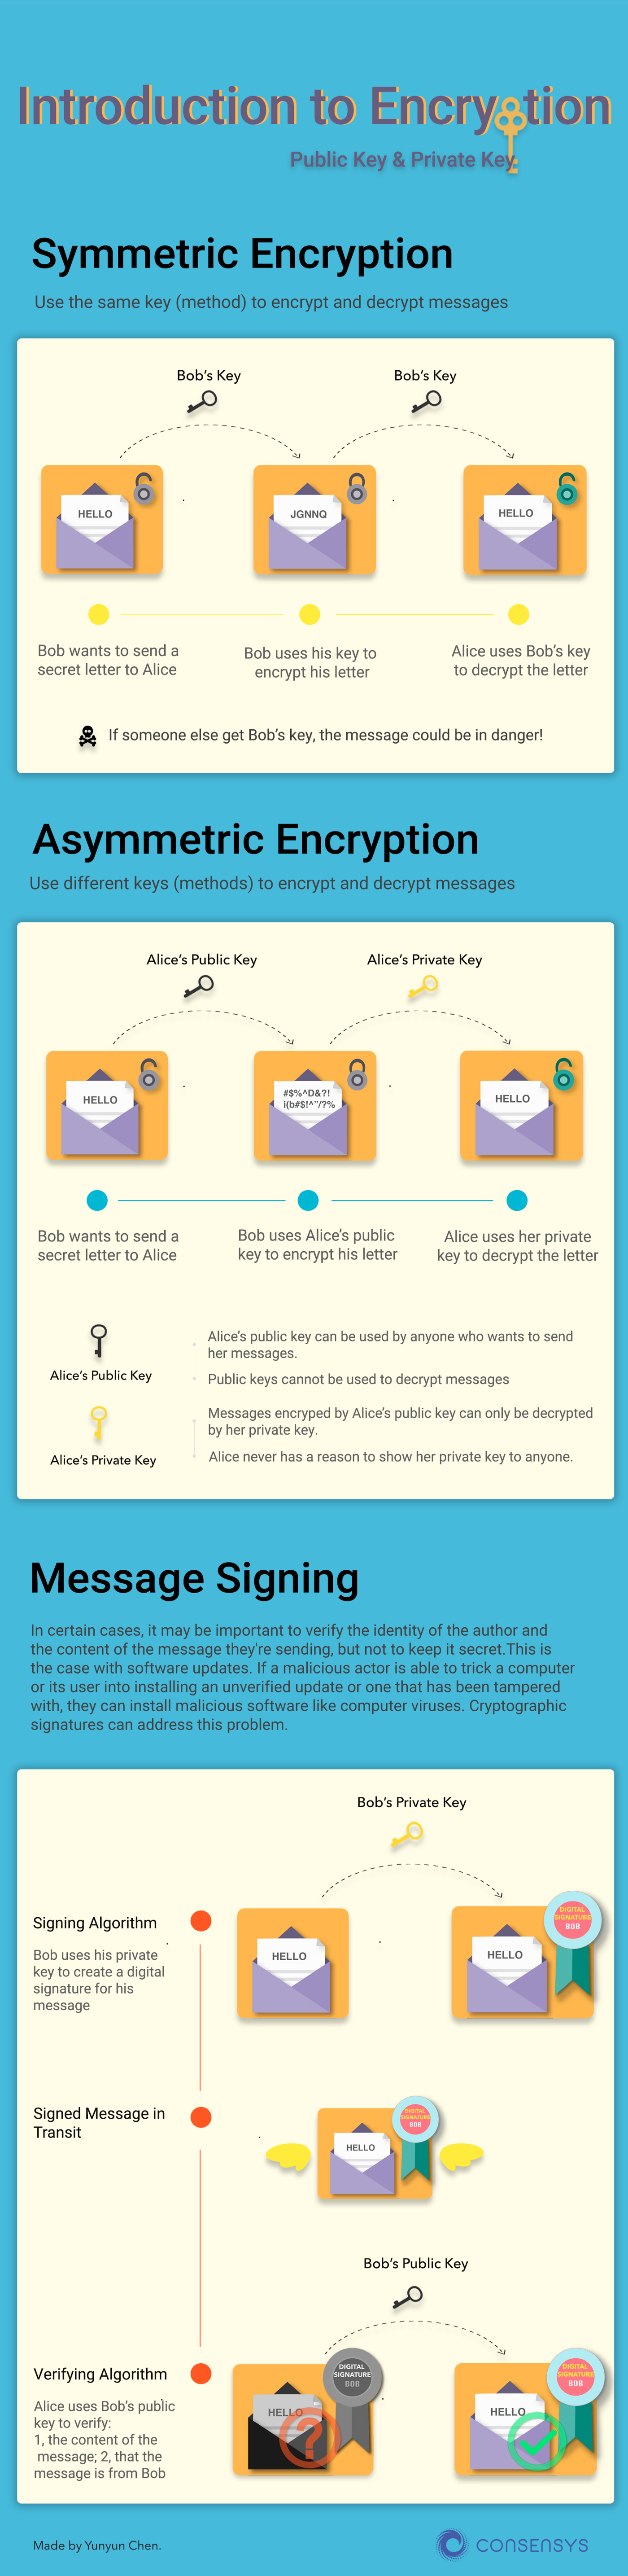 Introduction to Encryption
Public Key & Private Key
Symmetric Encryption
Use the same key (method) to encrypt and decrypt messages
Bob's Key
Bob's Key
HELLO
JGNNQ
HELLO
Bob wants to send a
secret letter to Alice
Bob uses his key to
encrypt his letter
Alice uses Bob's key
to decrypt the letter
If someone else get Bob's key, the message could be in danger!
Asymmetric Encryption
Use different keys (methods) to encrypt and decrypt messages
Alice's Public Key
Alice's Private Key
HELLO
#$%^D&?!
i(b#$!^"/?%
HELLO
Bob wants to send a
secret letter to Alice
Bob uses Alice's public
key to encrypt his letter
Alice uses her private
key to decrypt the letter
Alice's Public Key
Alice's public key can be used by anyone who wants to send
her messages.
Public keys cannot be used to decrypt messages
Alice's Private Key
Messages encryped by Alice's public key can only be decrypted
by her private key.
Alice never has a reason to show her private key to anyone.
Message Signing
In certain cases, it may be important to verify the identity of the author and
the content of the message they're sending, but not to keep it secret.This is
the case with software updates. If a malicious actor is able to trick a computer
or its user into installing an unverified update or one that has been tampered
with, they can install malicious software like computer viruses. Cryptographic
signatures can address this problem.
Bob's Private Key
Signing Algorithm
Bob uses his private
key to create a digital
signature for his
message
HELLO
HELLO
DIGITAL
SIGNATURE
BOB
Signed Message in
Transit
HELLO
DIGITAL
SIGNATURE
BOB
Bob's Public Key
Verifying Algorithm
Alice uses Bob's public
key to verify:
1, the content of the
message; 2, that the
message is from Bob
HELLO
DIGITAL
SIGNATURE
BOB
?
HELLO
DIGITAL
SIGNATURE
BOB
Made by Yunyun Chen.
CONSENSYS